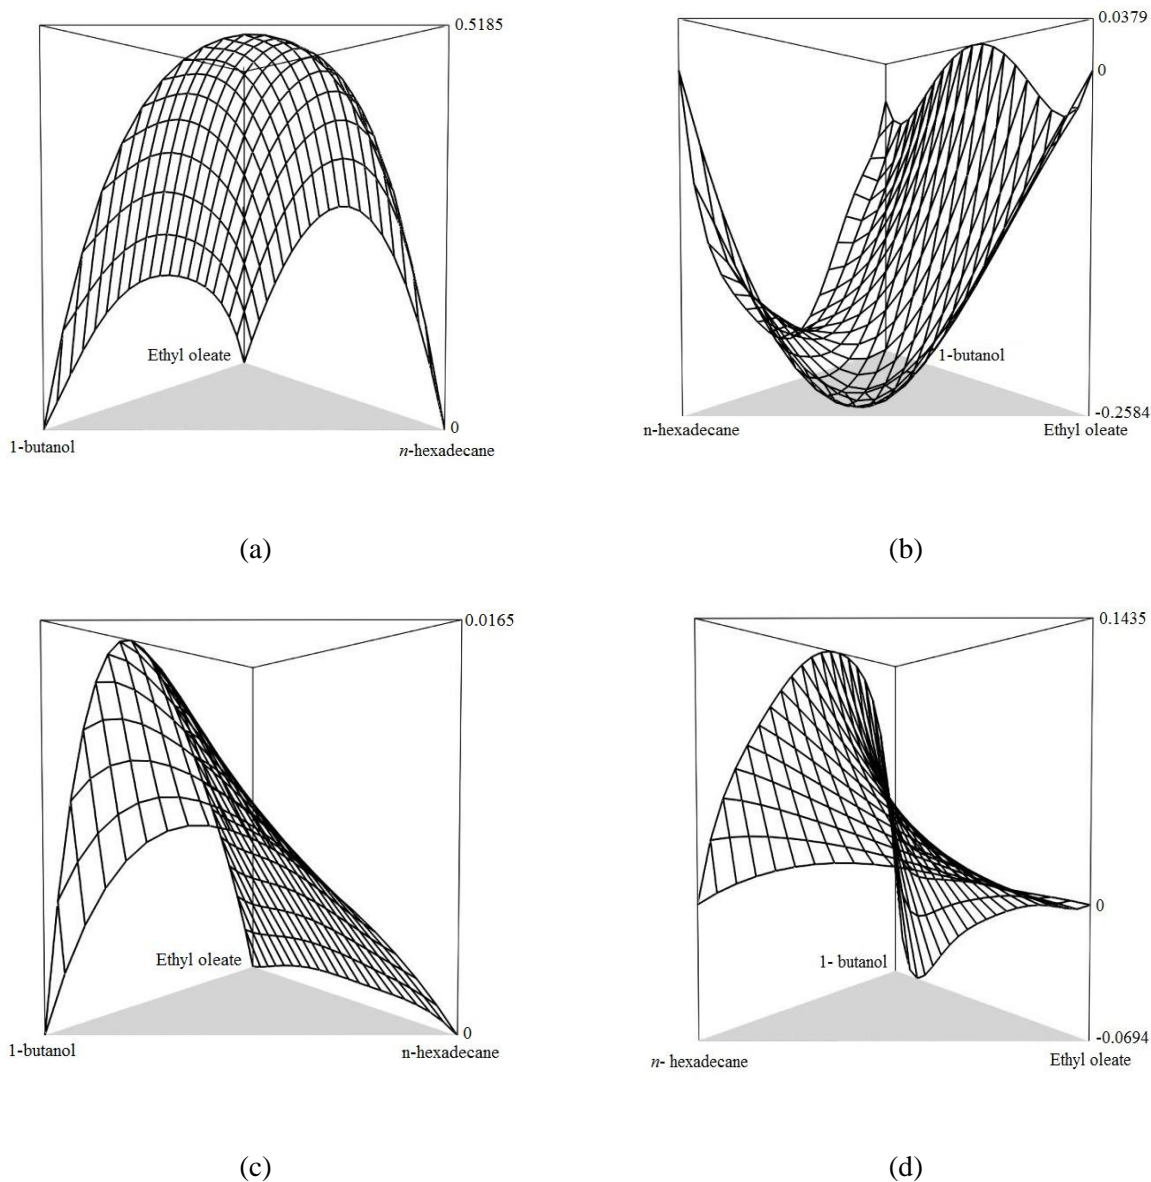 0.5185
Ethyl oleate
0
1-butanol
n-hexadecane
(a)
0.0379
0
1-butanol
-0.2584
n-hexadecane
Ethyl oleate
(b)
0.0165
Ethyl oleate
0
1-butanol
n-hexadecane
(c)
0.1435
0
1- butanol
-0.0694
n- hexadecane
Ethyl oleate
(d)